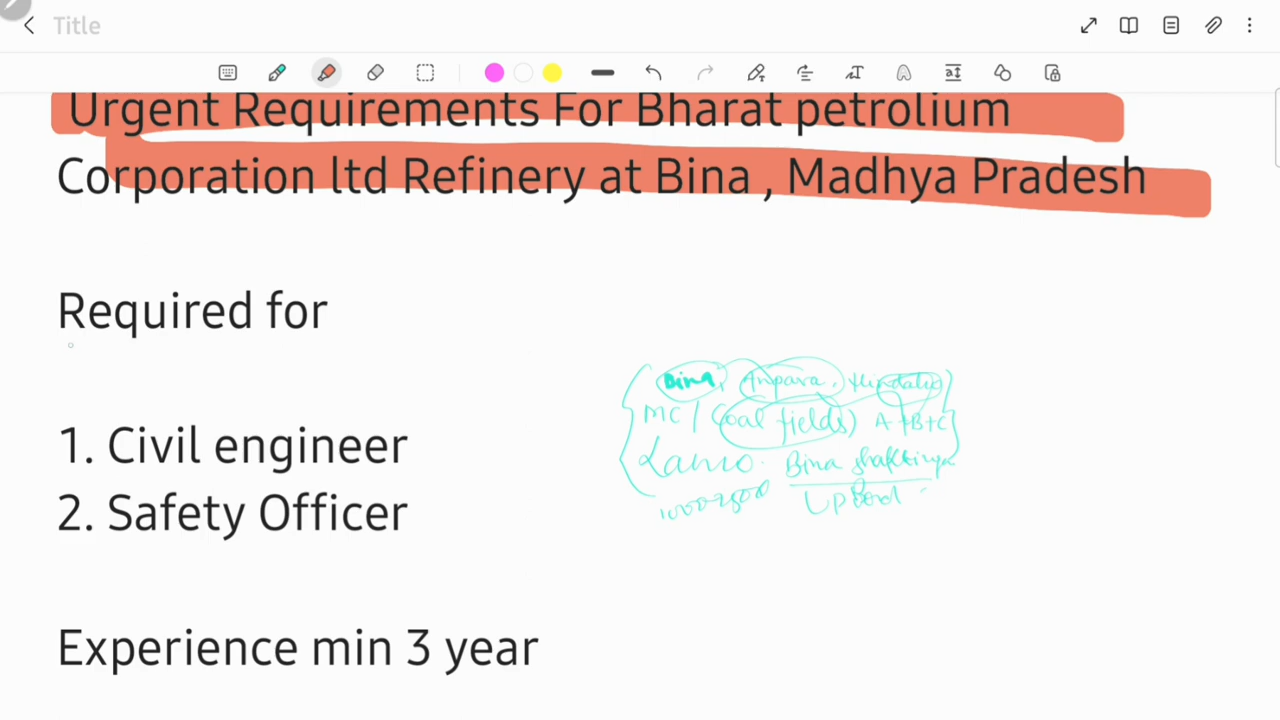 Title
Urgent Requirements For Bharat petrolium
Corporation ltd Refinery at Bina , Madhya Pradesh
Required for
1. Civil engineer
2. Safety Officer
Experience min 3 year
Bina, Anpara,
MC / Coal fields) A+B+C
Bina